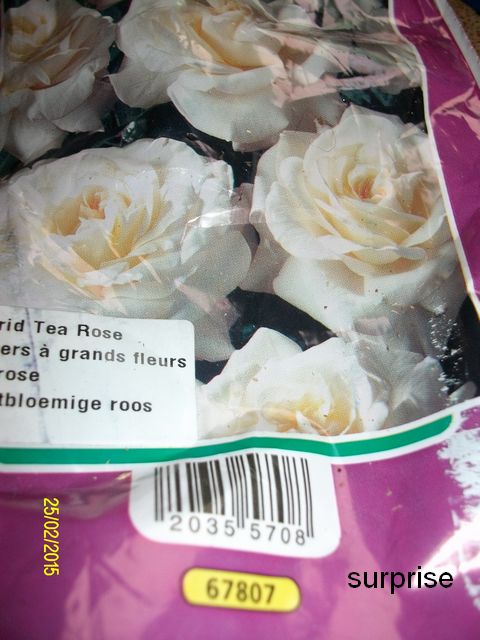 rid Tea Rose
ers à grands fleurs
rose
tbloemige roos
2035 5708
67807
25/02/2015
surprise